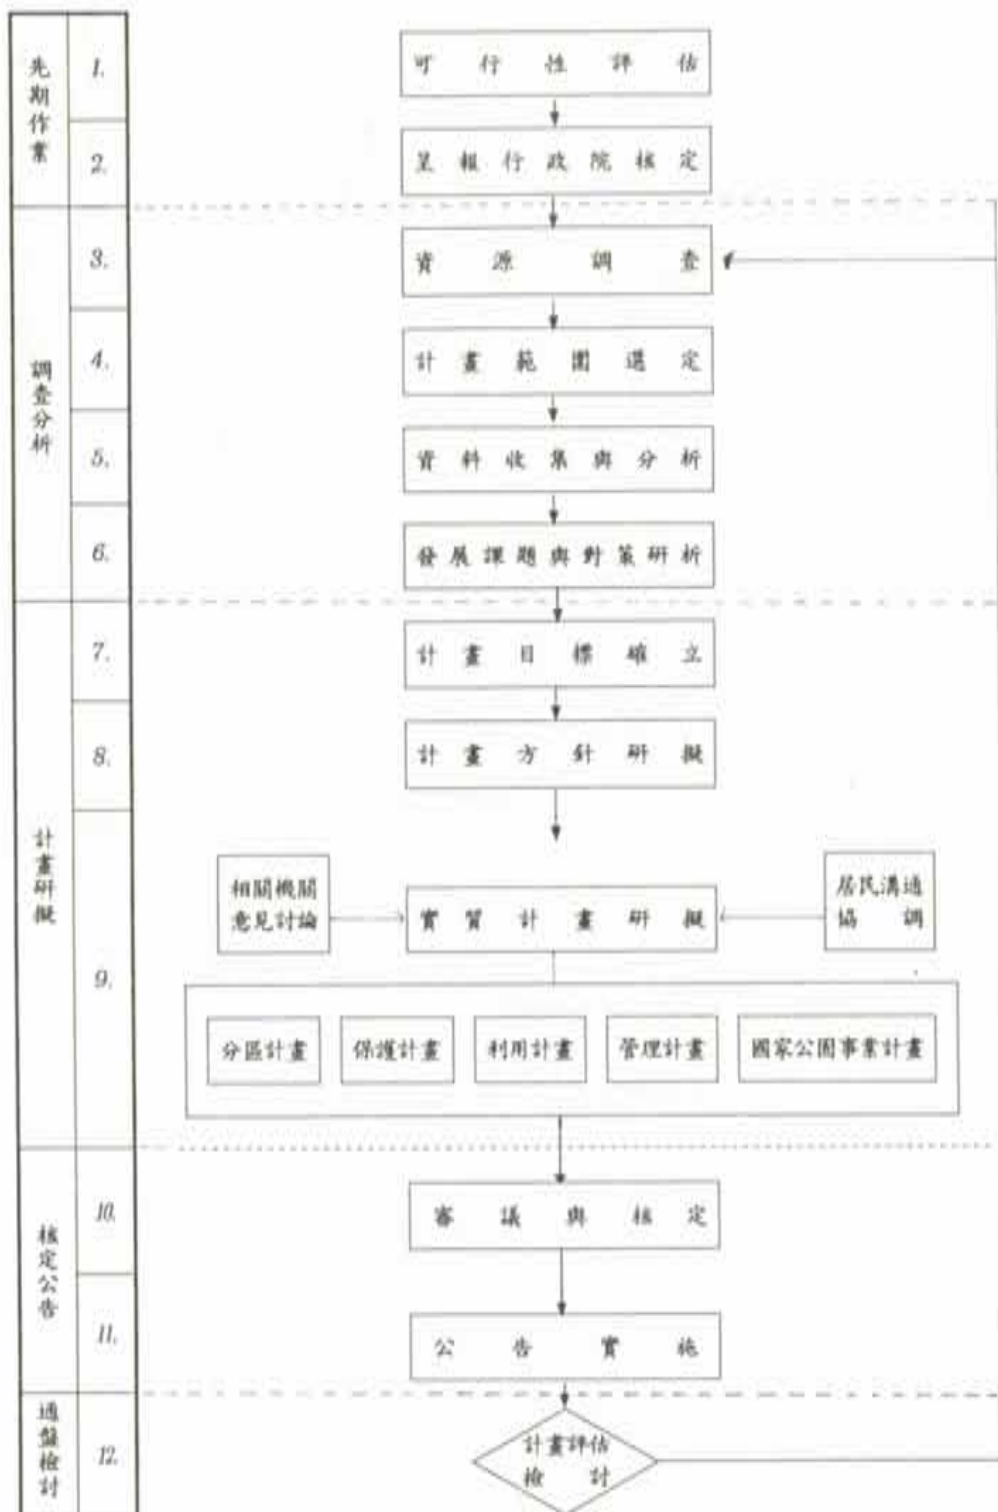 先期作業
1.
可行性評估
2.
呈報行政院核定
調查分析
3.
資源調查
4.
計畫範圍選定
5.
資料收集與分析
6.
發展課題與對策研析
計畫研擬
7.
計畫目標確立
8.
計畫方針研擬
9.
相關機關
意見討論
實質計畫研擬
居民溝通
協調
分區計畫
保護計畫
利用計畫
管理計畫
國家公園事業計畫
核定公告
10.
審議與核定
11.
公告實施
通盤檢討
12.
計畫評估
檢討